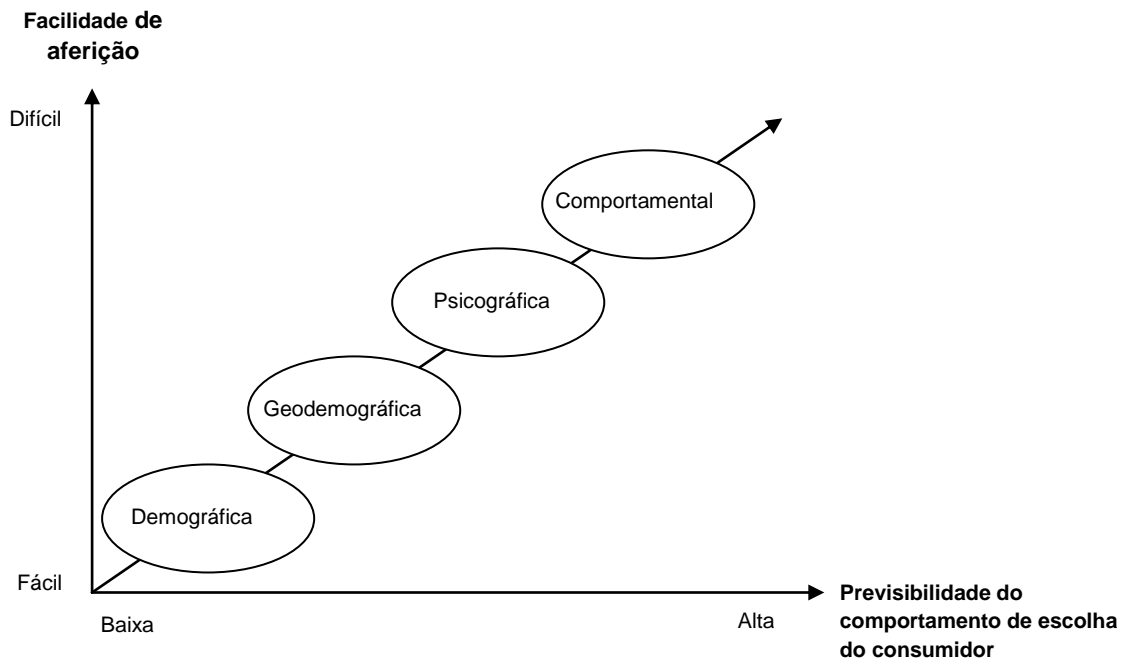 Facilidade de
aferição
Difícil
Comportamental
Psicográfica
Geodemográfica
Demográfica
Fácil
Baixa
Alta
Previsibilidade do
comportamento de escolha
do consumidor